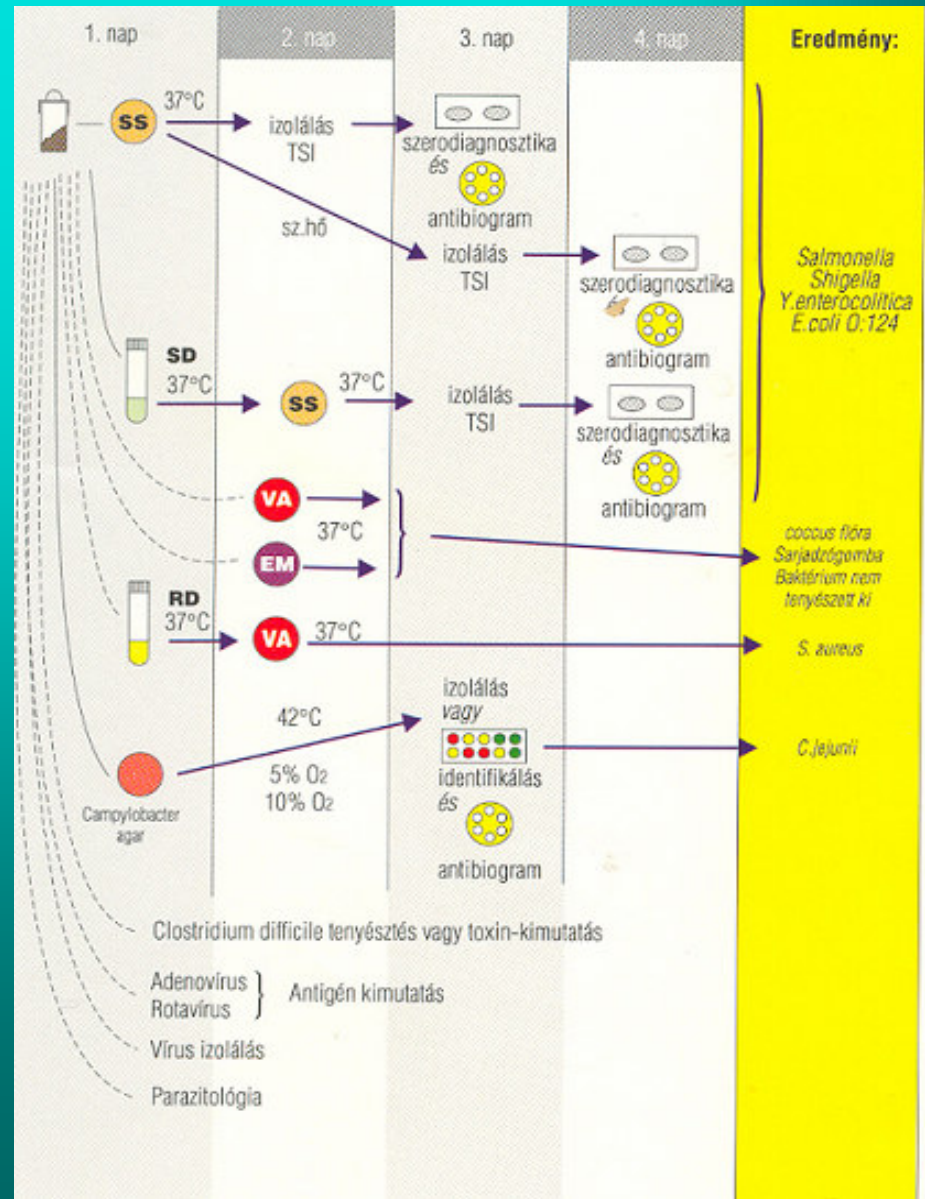 1. nap
2. nap
3. nap
4. nap
Eredmény:
SS
37°C
izolálás
TSI
szerodiagnosztika
és
antibiogram
sz.hő
izolálás
TSI
szerodiagnosztika
antibiogram
Salmonella
Shigella
Y.enterocolítica
E.coli O:124
SD
37°C
SS
37°C
izolálás
TSI
szerodiagnosztika
és
antibiogram
VA
37°C
EM
coccus flóra
Sarjadzógomba
Baktérium nem
tenyészett ki
RD
37°C
VA
37°C
S. aureus
Campylobacter
agar
42°C
5% O2
10% O2
izolálás
vagy
identifikálás
és
antibiogram
C.jejunii
Clostridium difficile tenyésztés vagy toxin-kimutatás
Adenovírus
Rotavírus
Antigén kimutatás
Vírus izolálás
Parazitológia